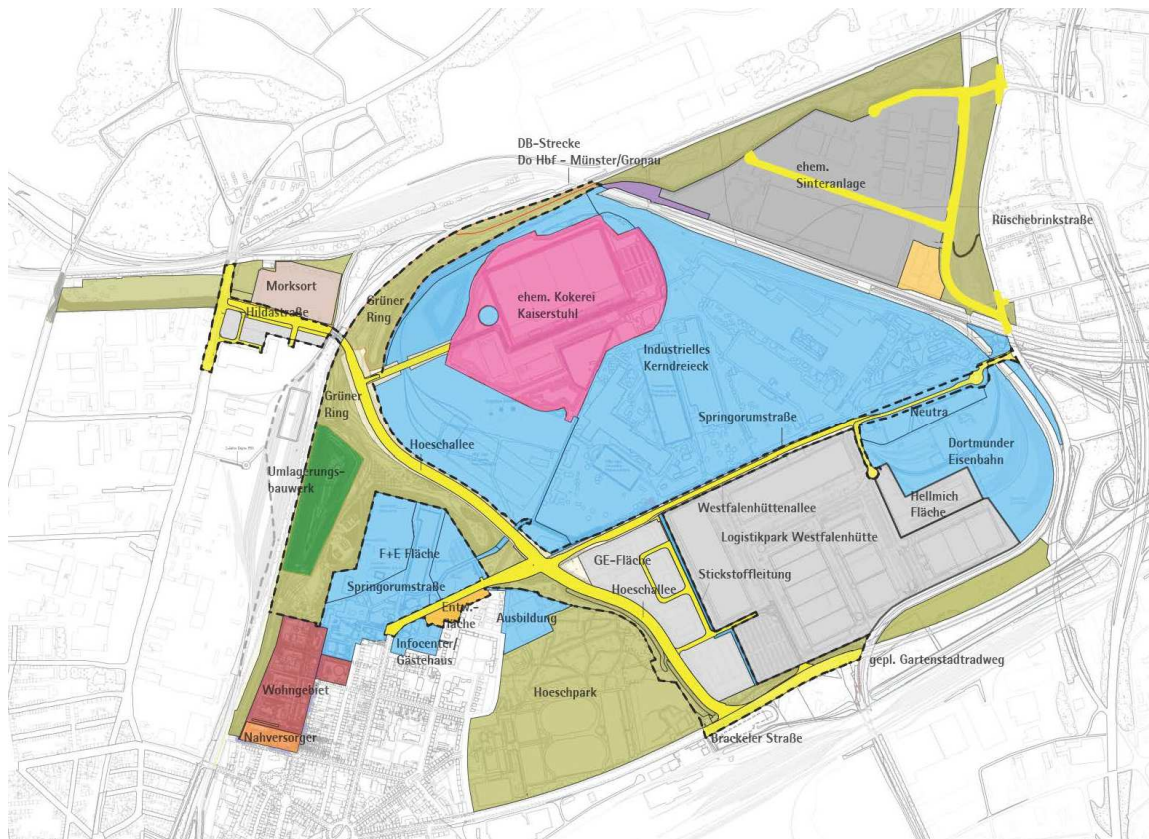 DB-Strecke
Do Hbf - Münster/Gronau
ehem.
Sinteranlage
Rüschebrinkstraße
Morksort
Hildastraße
Grüner
Ring
ehem. Kokerei
Kaiserstuhl
Industrielles
Kerndreieck
Grüner
Ring
Springorumstraße
Neutra
Hoeschallee
Dortmunder
Eisenbahn
Umlagerungs-
bauwerk
Hellmich
Fläche
Westfalenhüttenallee
Logistikpark Westfalenhütte
F+E Fläche
GE-Fläche
Stickstoffleitung
Springorumstraße
Hoeschallee
Entw.-
fläche
Ausbildung
Infocenter/
Gästehaus
gepl. Gartenstadtradweg
Wohngebiet
Hoeschpark
Nahversorger
Brackeler Straße